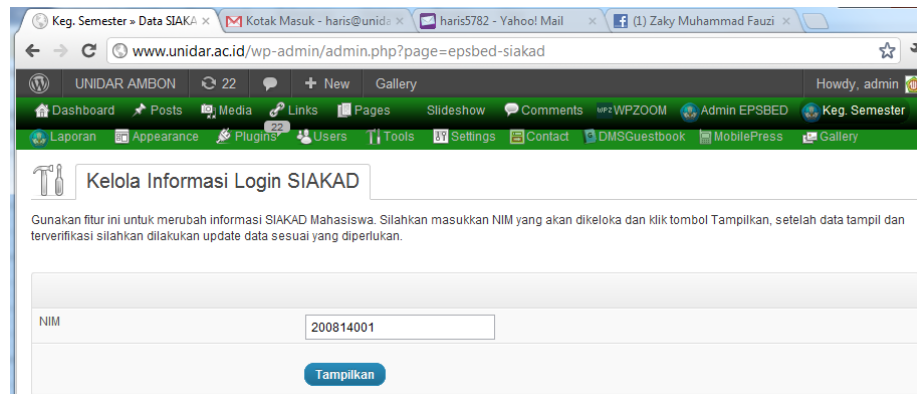 Keg. Semester » Data SIAKA
Kotak Masuk - haris@unida
haris5782 - Yahoo! Mail
(1) Zaky Muhammad Fauzi
www.unidar.ac.id/wp-admin/admin.php?page=epsbed-siakad
UNIDAR AMBON 22 + New Gallery Howdy, admin
Dashboard Posts Media Links Pages Slideshow Comments WPZOOM Admin EPSBED Keg. Semester
Laporan Appearance Plugins 22 Users Tools Settings Contact DMSGuestbook MobilePress Gallery
Kelola Informasi Login SIAKAD
Gunakan fitur ini untuk merubah informasi SIAKAD Mahasiswa. Silahkan masukkan NIM yang akan dikeloka dan klik tombol Tampilkan, setelah data tampil dan
terverifikasi silahkan dilakukan update data sesuai yang diperlukan.
NIM 200814001
Tampilkan